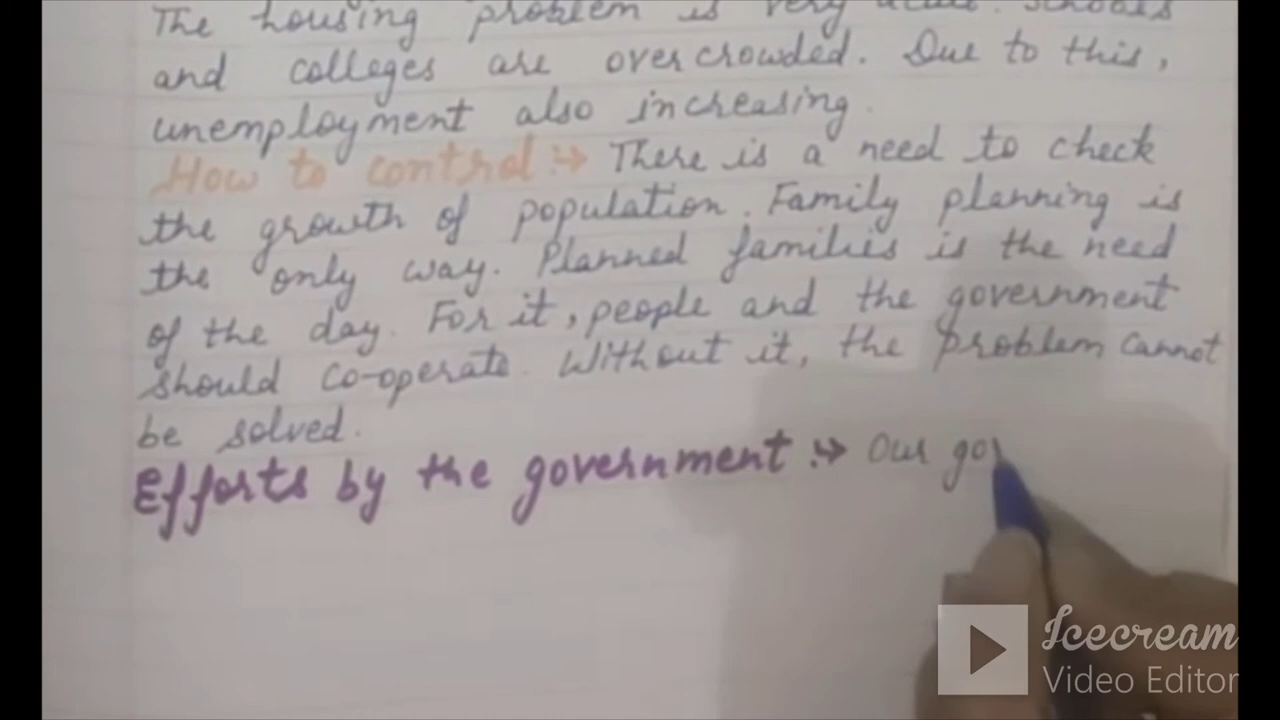 The housing problem is very acute. Schools
and colleges are overcrowded. Due to this,
unemployment also increasing.
How to control :→ There is a need to check
the growth of population. Family planning is
the only way. Planned families is the need
of the day. For it, people and the government
should co-operate. Without it, the problem cannot
be solved.
Efforts by the government :→ Our gov
Icecream
Video Editor